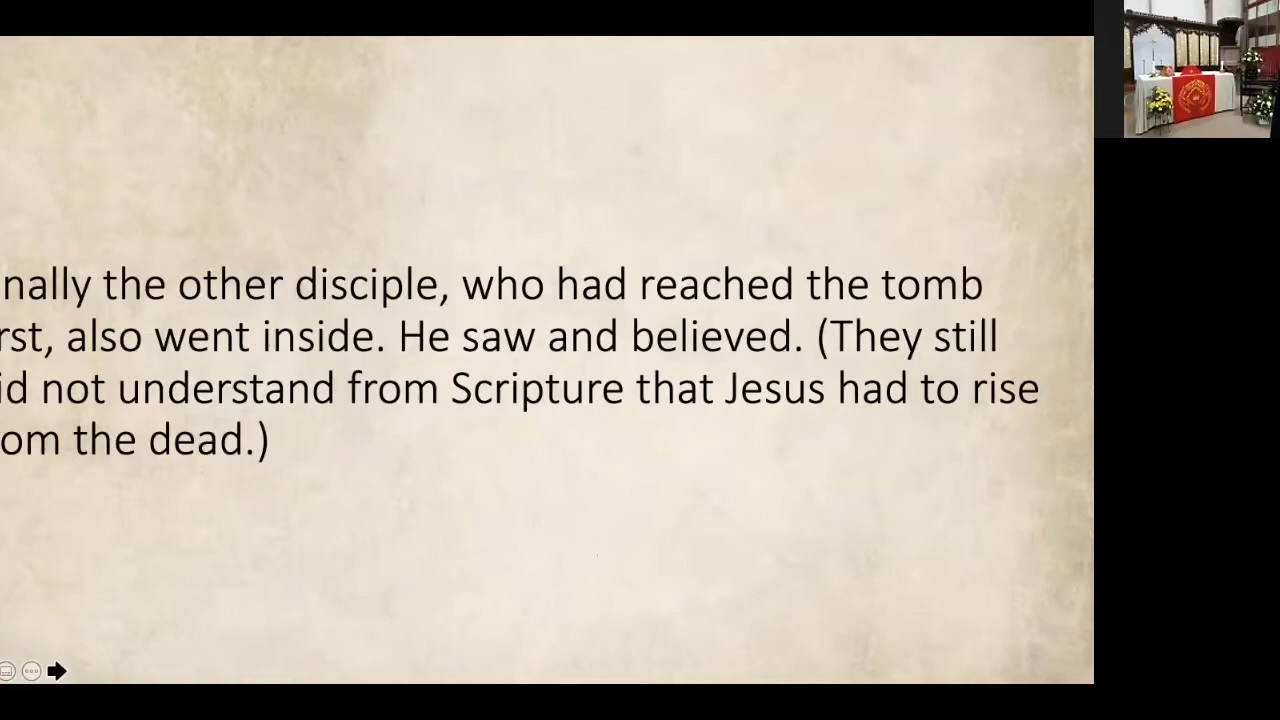 nally the other disciple, who had reached the tomb
rst, also went inside. He saw and believed. (They still
id not understand from Scripture that Jesus had to rise
om the dead.)